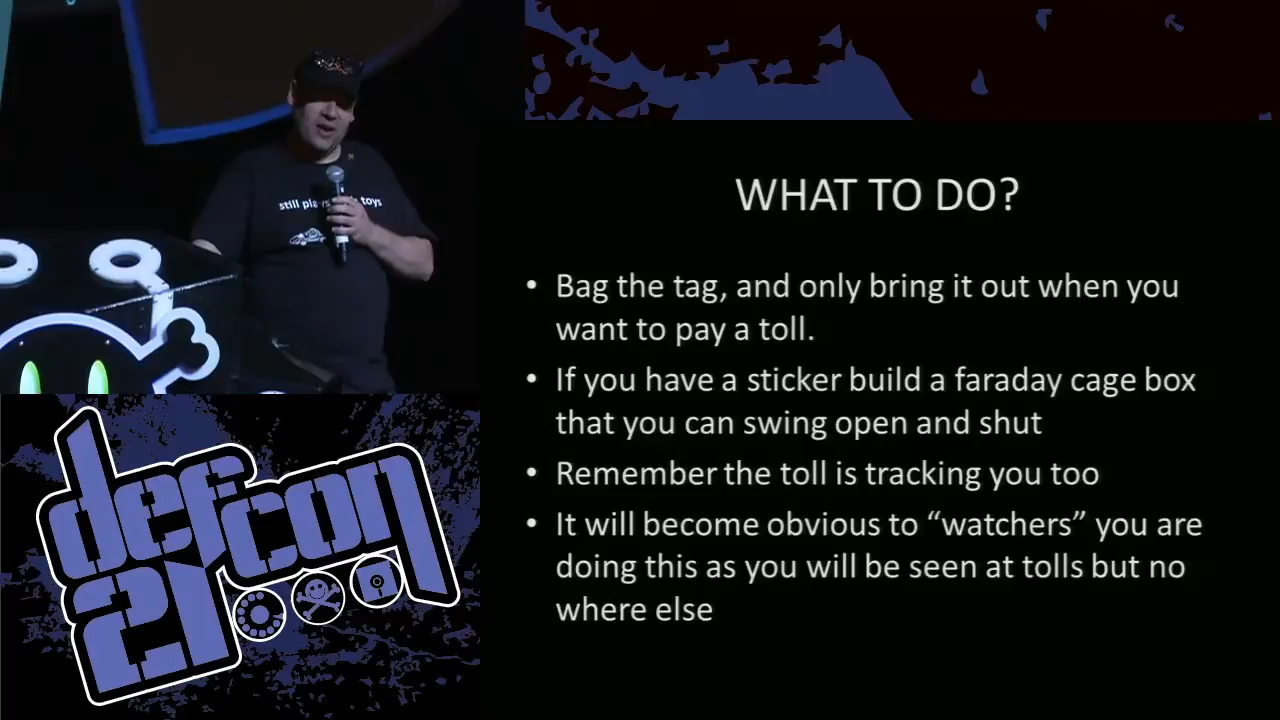 still plays toys
WHAT TO DO?
• Bag the tag, and only bring it out when you
want to pay a toll.
• If you have a sticker build a faraday cage box
that you can swing open and shut
• Remember the toll is tracking you too
• It will become obvious to “watchers” you are
doing this as you will be seen at tolls but no
where else
defcon
21